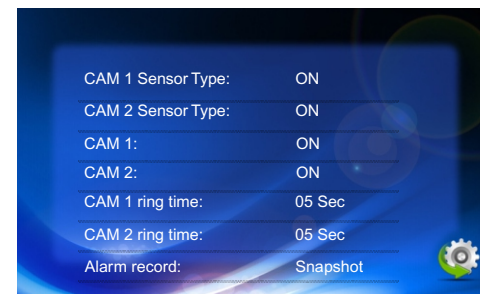 CAM 1 Sensor Type: ON
CAM 2 Sensor Type: ON
CAM 1: ON
CAM 2: ON
CAM 1 ring time: 05 Sec
CAM 2 ring time: 05 Sec
Alarm record: Snapshot